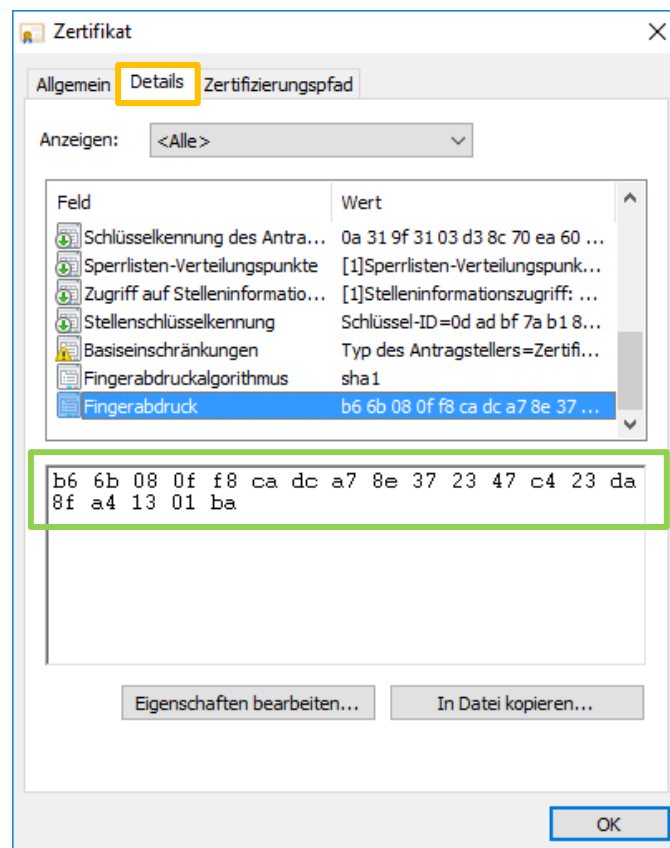 Zertifikat
Allgemein Details Zertifizierungspfad
Anzeigen: <Alle>
Feld Wert
Schlüsselkennung des Antra... 0a 31 9f 31 03 d3 8c 70 ea 60 ...
Sperrlisten-Verteilungspunkte [1]Sperrlisten-Verteilungspunk...
Zugriff auf Stelleninformatio... [1]Stelleninformationszugriff: ...
Stellenschlüsselkennung Schlüssel-ID=0d ad bf 7a b1 8...
Basiseinschränkungen Typ des Antragstellers=Zertifi...
Fingerabdruckalgorithmus sha1
Fingerabdruck b6 6b 08 0f f8 ca dc a7 8e 37 ...
b6 6b 08 0f f8 ca dc a7 8e 37 23 47 c4 23 da
8f a4 13 01 ba
Eigenschaften bearbeiten... In Datei kopieren...
OK